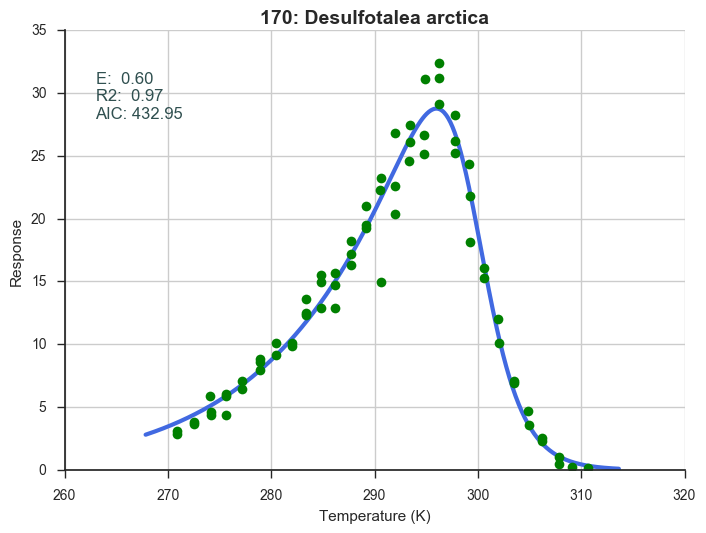 170: Desulfotalea arctica
35
30
25
20
15
10
5
0
E: 0.60
R2: 0.97
AIC: 432.95
Response
260 270 280 290 300 310 320
Temperature (K)